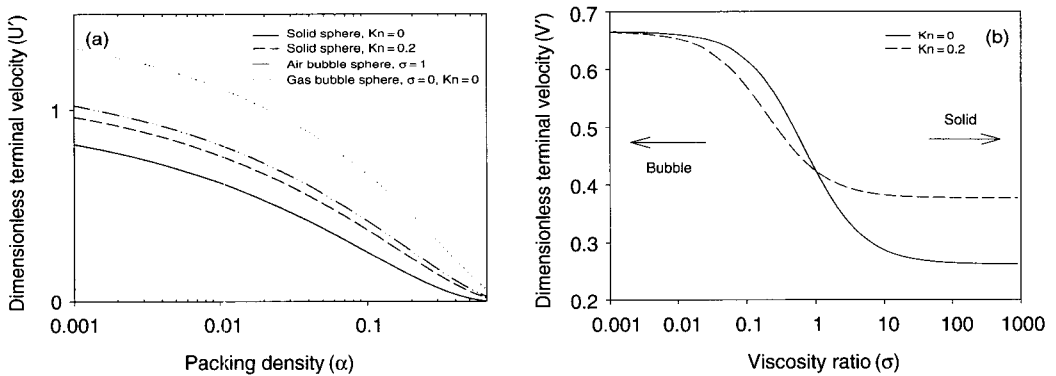 Dimensionless terminal velocity (U′)
(a)
Solid sphere, Kn = 0
Solid sphere, Kn = 0.2
Air bubble sphere, σ = 1
Gas bubble sphere, σ = 0, Kn = 0
1
0
0.001
0.01
0.1
Packing density (α)
Dimensionless terminal velocity (V′)
(b)
Kn = 0
Kn = 0.2
0.7
0.6
0.5
0.4
0.3
0.2
Solid
Bubble
0.001
0.01
0.1
1
10
100
1000
Viscosity ratio (σ)